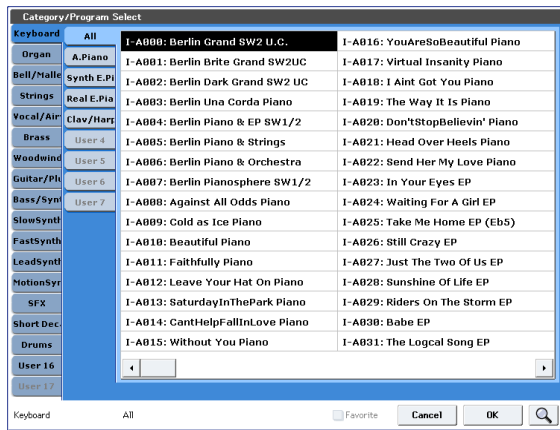 Category/Program Select
Keyboard
Organ
Bell/Malle
Strings
Vocal/Air
Brass
Woodwind
Guitar/Plu
Bass/Synt
SlowSynth
FastSynth
LeadSynth
MotionSyr
SFX
Short Dec
Drums
User 16
User 17
All
A.Piano
Synth E.Pi
Real E.Pia
Clav/Harp
User 4
User 5
User 6
User 7
I-A000: Berlin Grand SW2 U.C.
I-A001: Berlin Brite Grand SW2UC
I-A002: Berlin Dark Grand SW2 UC
I-A003: Berlin Una Corda Piano
I-A004: Berlin Piano & EP SW1/2
I-A005: Berlin Piano & Strings
I-A006: Berlin Piano & Orchestra
I-A007: Berlin Pianosphere SW1/2
I-A008: Against All Odds Piano
I-A009: Cold as Ice Piano
I-A010: Beautiful Piano
I-A011: Faithfully Piano
I-A012: Leave Your Hat On Piano
I-A013: SaturdayInThePark Piano
I-A014: CantHelpFallInLove Piano
I-A015: Without You Piano
I-A016: YouAreSoBeautiful Piano
I-A017: Virtual Insanity Piano
I-A018: I Aint Got You Piano
I-A019: The Way It Is Piano
I-A020: Don'tStopBelievin' Piano
I-A021: Head Over Heels Piano
I-A022: Send Her My Love Piano
I-A023: In Your Eyes EP
I-A024: Waiting For A Girl EP
I-A025: Take Me Home EP (Eb5)
I-A026: Still Crazy EP
I-A027: Just The Two Of Us EP
I-A028: Sunshine Of Life EP
I-A029: Riders On The Storm EP
I-A030: Babe EP
I-A031: The Logcal Song EP
Keyboard
All
Favorite
Cancel
OK